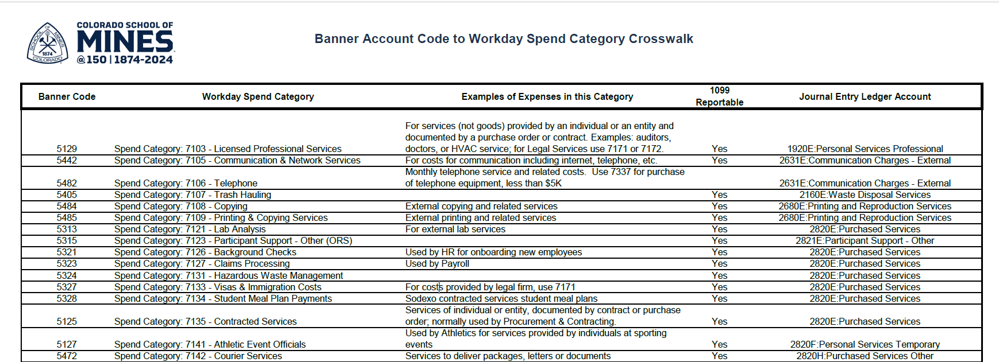 SCHOOL OF MINES
1874
COLORADO
COLORADO SCHOOL OF
MINES
@150 | 1874-2024
Banner Account Code to Workday Spend Category Crosswalk
Banner Code Workday Spend Category Examples of Expenses in this Category 1099 Reportable Journal Entry Ledger Account
For services (not goods) provided by an individual or an entity and
documented by a purchase order or contract. Examples: auditors,
5129 Spend Category: 7103 - Licensed Professional Services doctors, or HVAC service; for Legal Services use 7171 or 7172. Yes 1920E:Personal Services Professional
5442 Spend Category: 7105 - Communication & Network Services For costs for communication including internet, telephone, etc. Yes 2631E:Communication Charges - External
Monthly telephone service and related costs. Use 7337 for purchase
5482 Spend Category: 7106 - Telephone of telephone equipment, less than $5K 2631E:Communication Charges - External
5405 Spend Category: 7107 - Trash Hauling Yes 2160E:Waste Disposal Services
5484 Spend Category: 7108 - Copying External copying and related services Yes 2680E:Printing and Reproduction Services
5485 Spend Category: 7109 - Printing & Copying Services External printing and related services Yes 2680E:Printing and Reproduction Services
5313 Spend Category: 7121 - Lab Analysis For external lab services Yes 2820E:Purchased Services
5315 Spend Category: 7123 - Participant Support - Other (ORS) Yes 2821E:Participant Support - Other
5321 Spend Category: 7126 - Background Checks Used by HR for onboarding new employees Yes 2820E:Purchased Services
5323 Spend Category: 7127 - Claims Processing Used by Payroll Yes 2820E:Purchased Services
5324 Spend Category: 7131 - Hazardous Waste Management Yes 2820E:Purchased Services
5327 Spend Category: 7133 - Visas & Immigration Costs For costs provided by legal firm, use 7171 Yes 2820E:Purchased Services
5328 Spend Category: 7134 - Student Meal Plan Payments Sodexo contracted services student meal plans Yes 2820E:Purchased Services
Services of individual or entity, documented by contract or purchase
5125 Spend Category: 7135 - Contracted Services order; normally used by Procurement & Contracting. Yes 2820E:Purchased Services
Used by Athletics for services provided by individuals at sporting
5127 Spend Category: 7141 - Athletic Event Officials events Yes 2820F:Personal Services Temporary
5472 Spend Category: 7142 - Courier Services Services to deliver packages, letters or documents Yes 2820H:Purchased Services Other